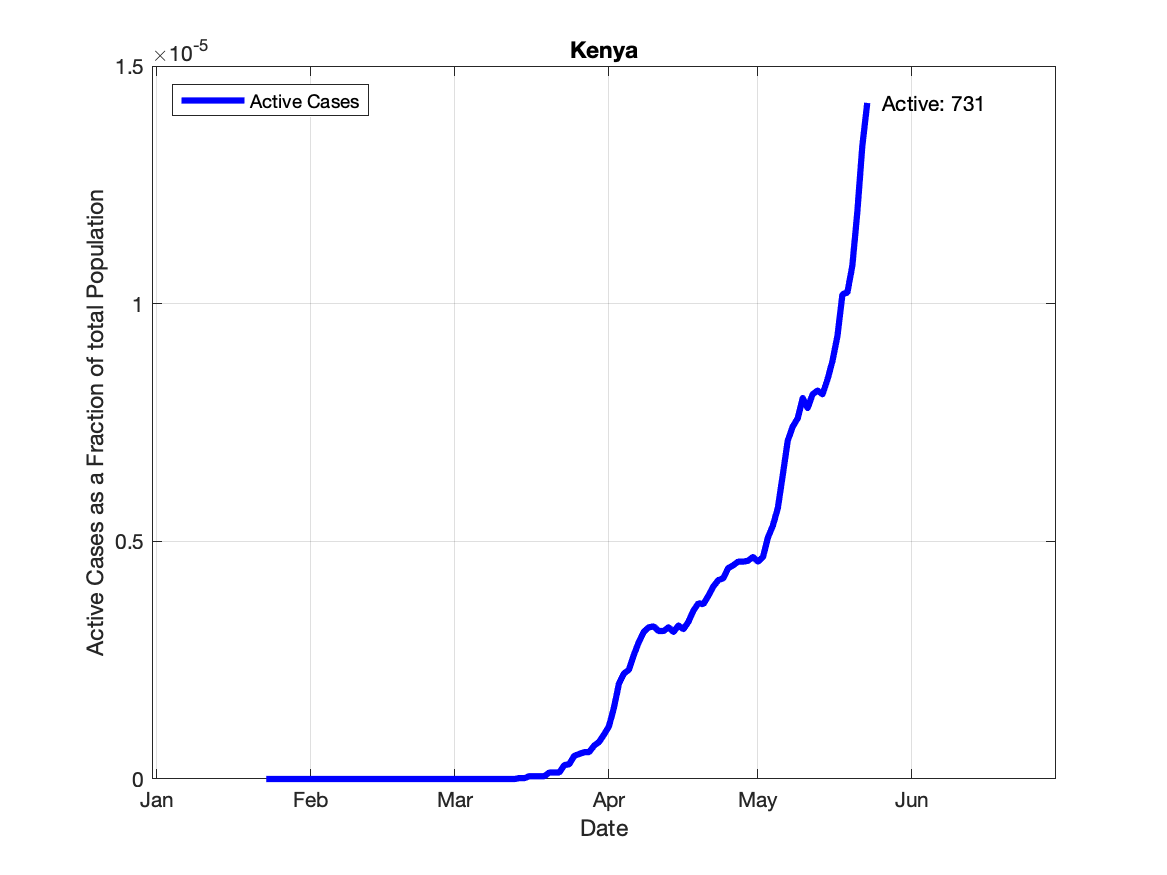 Kenya
×10-5
1.5
1
0.5
0
Active Cases
Active: 731
Active Cases as a Fraction of total Population
Jan Feb Mar Apr May Jun
Date